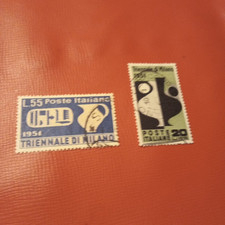 L.55 Poste Italiane
1951
TRIENNALE DI MILANO
Triennale di Milano
1951
POSTE
ITALIANE
20